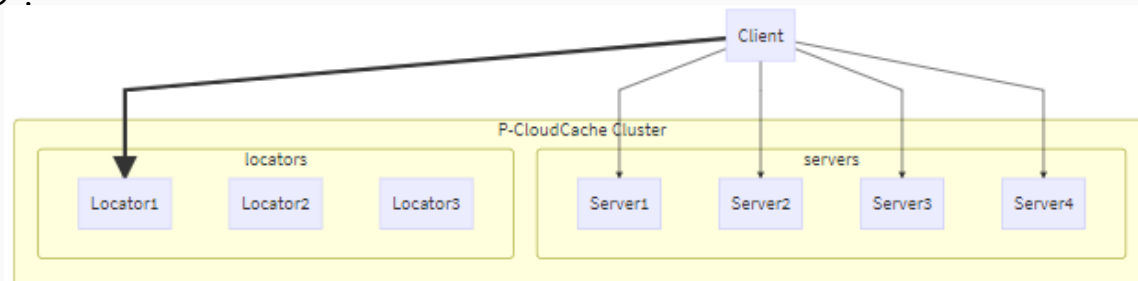 Client
P-CloudCache Cluster
locators
servers
Locator1
Locator2
Locator3
Server1
Server2
Server3
Server4